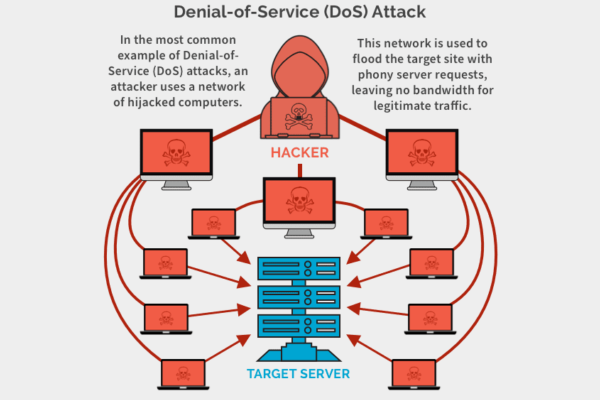 Denial-of-Service (DoS) Attack
In the most common
example of Denial-of-
Service (DoS) attacks, an
attacker uses a network
of hijacked computers.
This network is used to
flood the target site with
phony server requests,
leaving no bandwidth for
legitimate traffic.
HACKER
TARGET SERVER